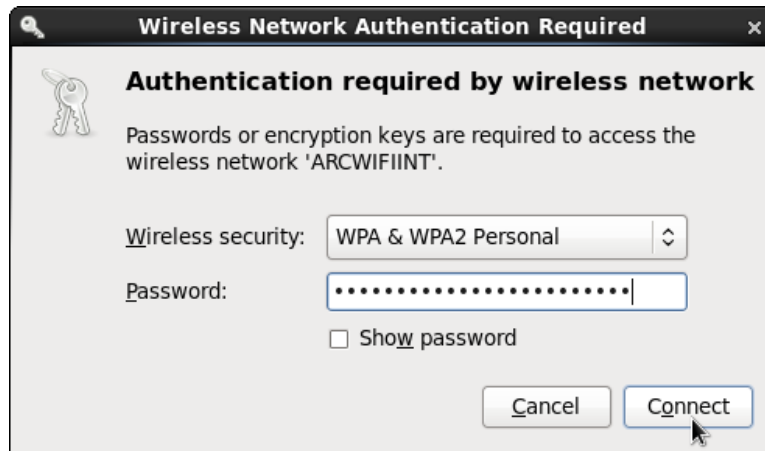 Wireless Network Authentication Required
Authentication required by wireless network
Passwords or encryption keys are required to access the
wireless network 'ARCWIFIINT'.
Wireless security: WPA & WPA2 Personal
Password: ••••••••••••••••••••••••
Show password
Cancel Connect